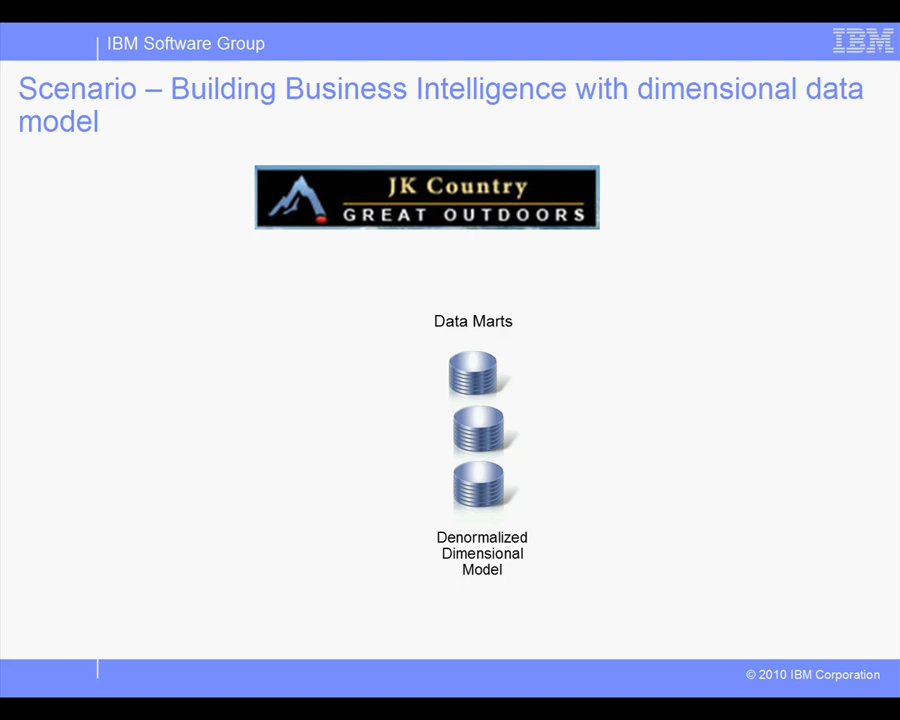 IBM Software Group
IBM
Scenario – Building Business Intelligence with dimensional data
model
JK Country
GREAT OUTDOORS
Data Marts
Denormalized
Dimensional
Model
© 2010 IBM Corporation